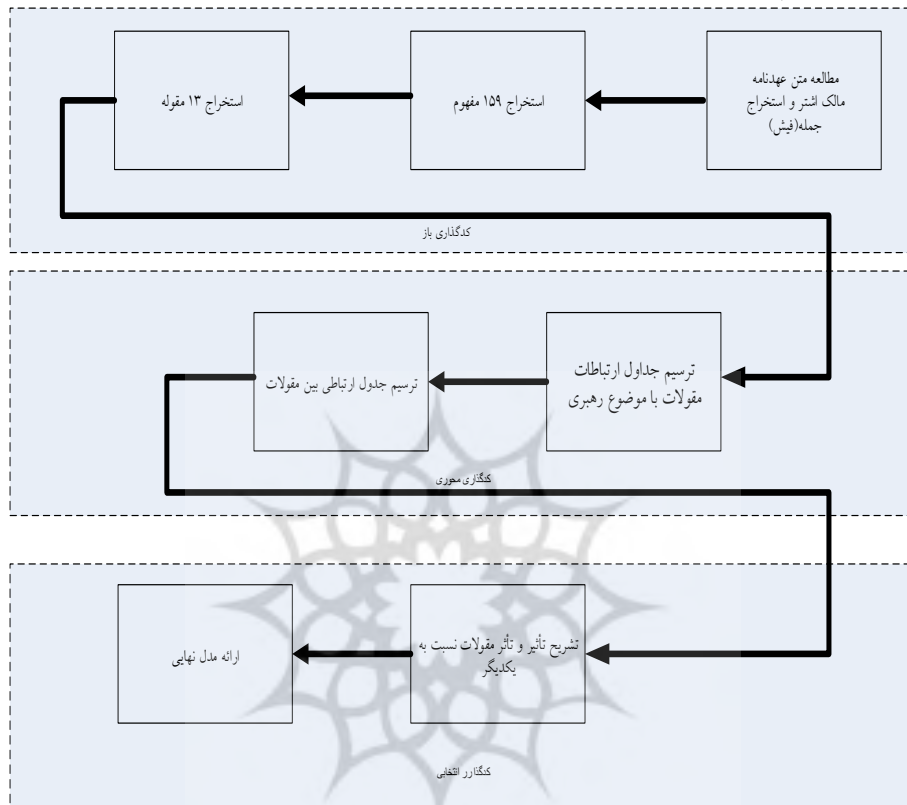 مطالعه متن عهدنامه
مالک اشتر و استخراج
جمله(فیش)
استخراج ۱۵۹ مفهوم
استخراج ۱۳ مقوله
کدگذاری باز
ترسیم جداول ارتباطات
مقولات با موضوع رهبری
ترسیم جدول ارتباطی بین مقولات
کدگذاری محوری
تشریح تأثیر و تأثر مقولات نسبت به
یکدیگر
ارائه مدل نهایی
کدگذارر انتخابی